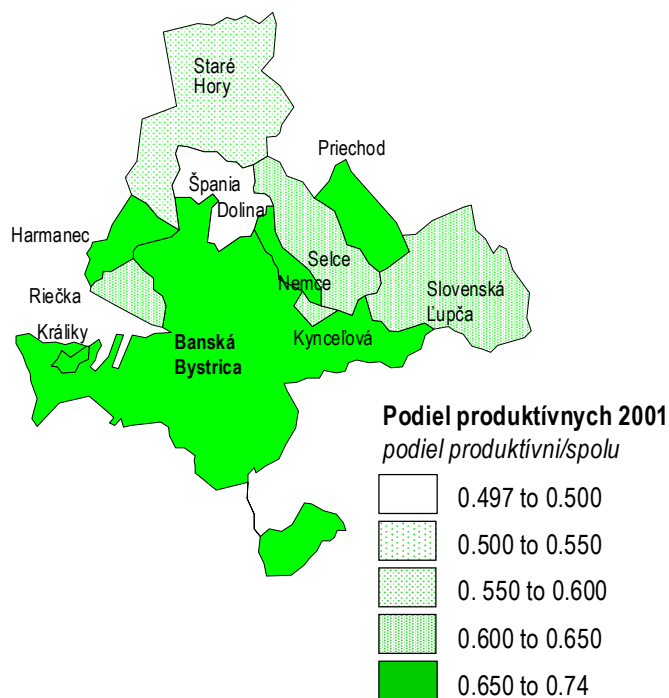 Staré
Hory
Priechod
Špania
Dolina
Harmanec
Selce
Nemce
Slovenská
Ľupča
Riečka
Králiky
Banská
Bystrica
Kynceľová
Podiel produktívnych 2001
podiel produktívni/spolu
0.497 to 0.500
0.500 to 0.550
0. 550 to 0.600
0.600 to 0.650
0.650 to 0.74